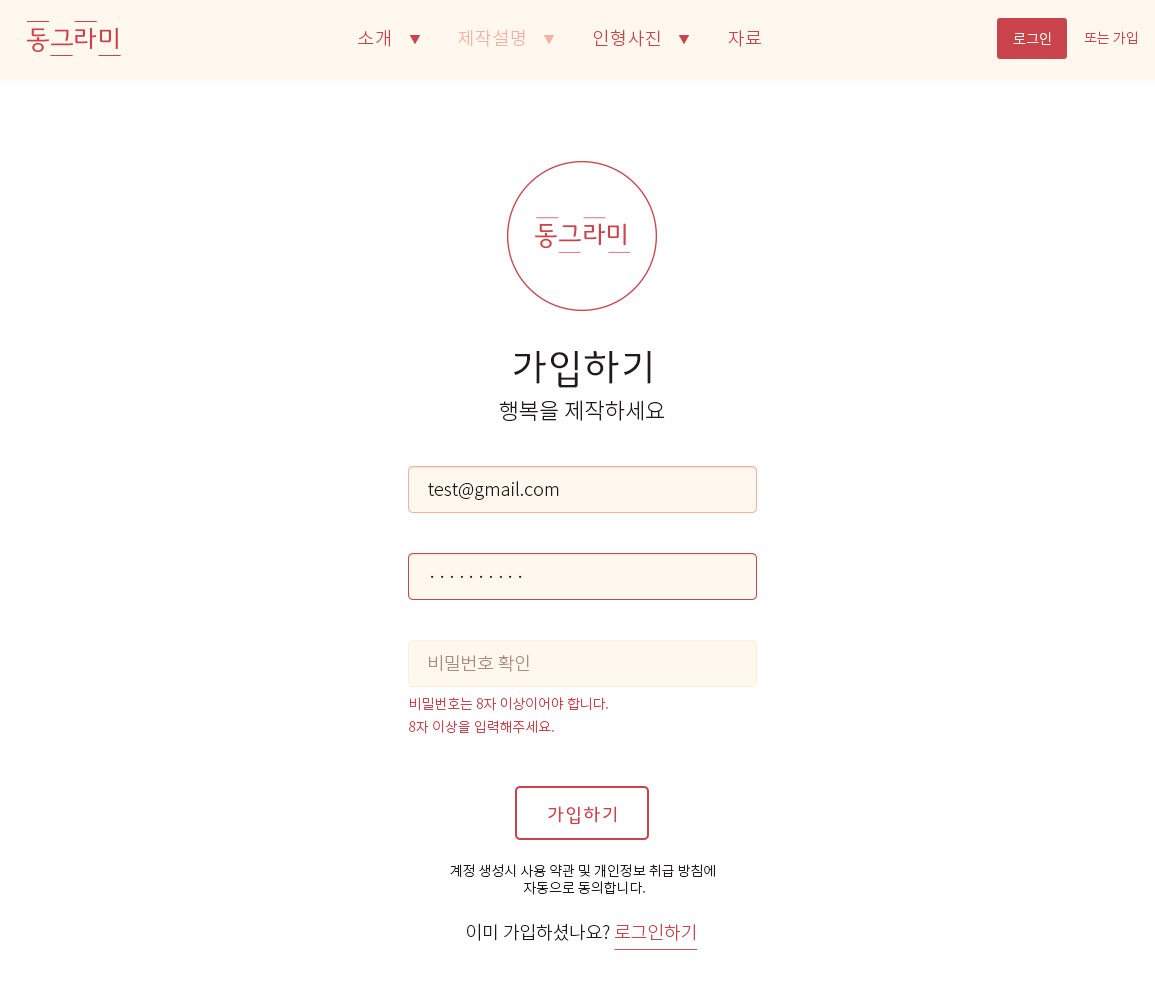 동그라미
소개 ▼ 제작설명 ▼ 인형사진 ▼ 자료
로그인 또는 가입
동그라미
가입하기
행복을 제작하세요
test@gmail.com
··········
비밀번호 확인
비밀번호는 8자 이상이어야 합니다.
8자 이상을 입력해주세요.
가입하기
계정 생성시 사용 약관 및 개인정보 취급 방침에
자동으로 동의합니다.
이미 가입하셨나요? 로그인하기